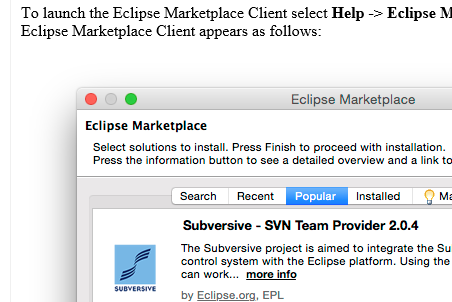 To launch the Eclipse Marketplace Client select Help -> Eclipse M
Eclipse Marketplace Client appears as follows:
Eclipse Marketplace
Eclipse Marketplace
Select solutions to install. Press Finish to proceed with installation.
Press the information button to see a detailed overview and a link to
Search Recent Popular Installed Ma
Subversive - SVN Team Provider 2.0.4
The Subversive project is aimed to integrate the Su
control system with the Eclipse platform. Using the
can work... more info
SUBVERSIVE
by Eclipse.org, EPL